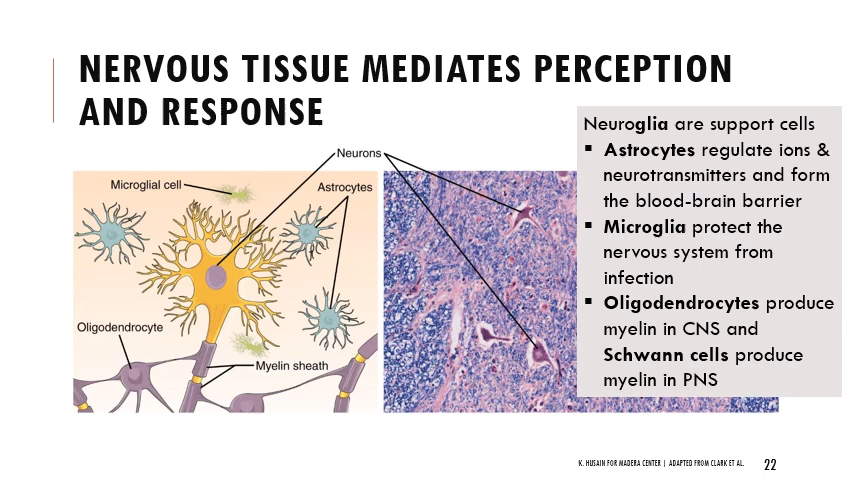 NERVOUS TISSUE MEDIATES PERCEPTION
AND RESPONSE
Neurons
Microglial cell
Astrocytes
Oligodendrocyte
Myelin sheath
Neuroglia are support cells
▪ Astrocytes regulate ions &
neurotransmitters and form
the blood-brain barrier
▪ Microglia protect the
nervous system from
infection
▪ Oligodendrocytes produce
myelin in CNS and
Schwann cells produce
myelin in PNS
K. HUSAIN FOR MADERA CENTER | ADAPTED FROM CLARK ET AL.
22